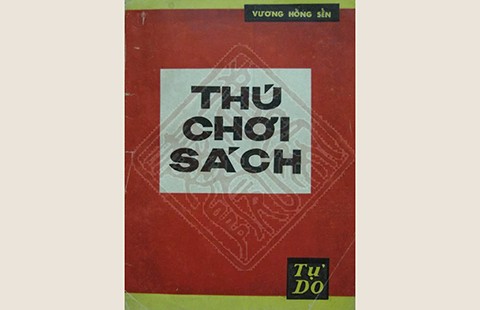 VƯƠNG HỒNG SỂN
THÚ
CHƠI
SÁCH
TỰ
DO